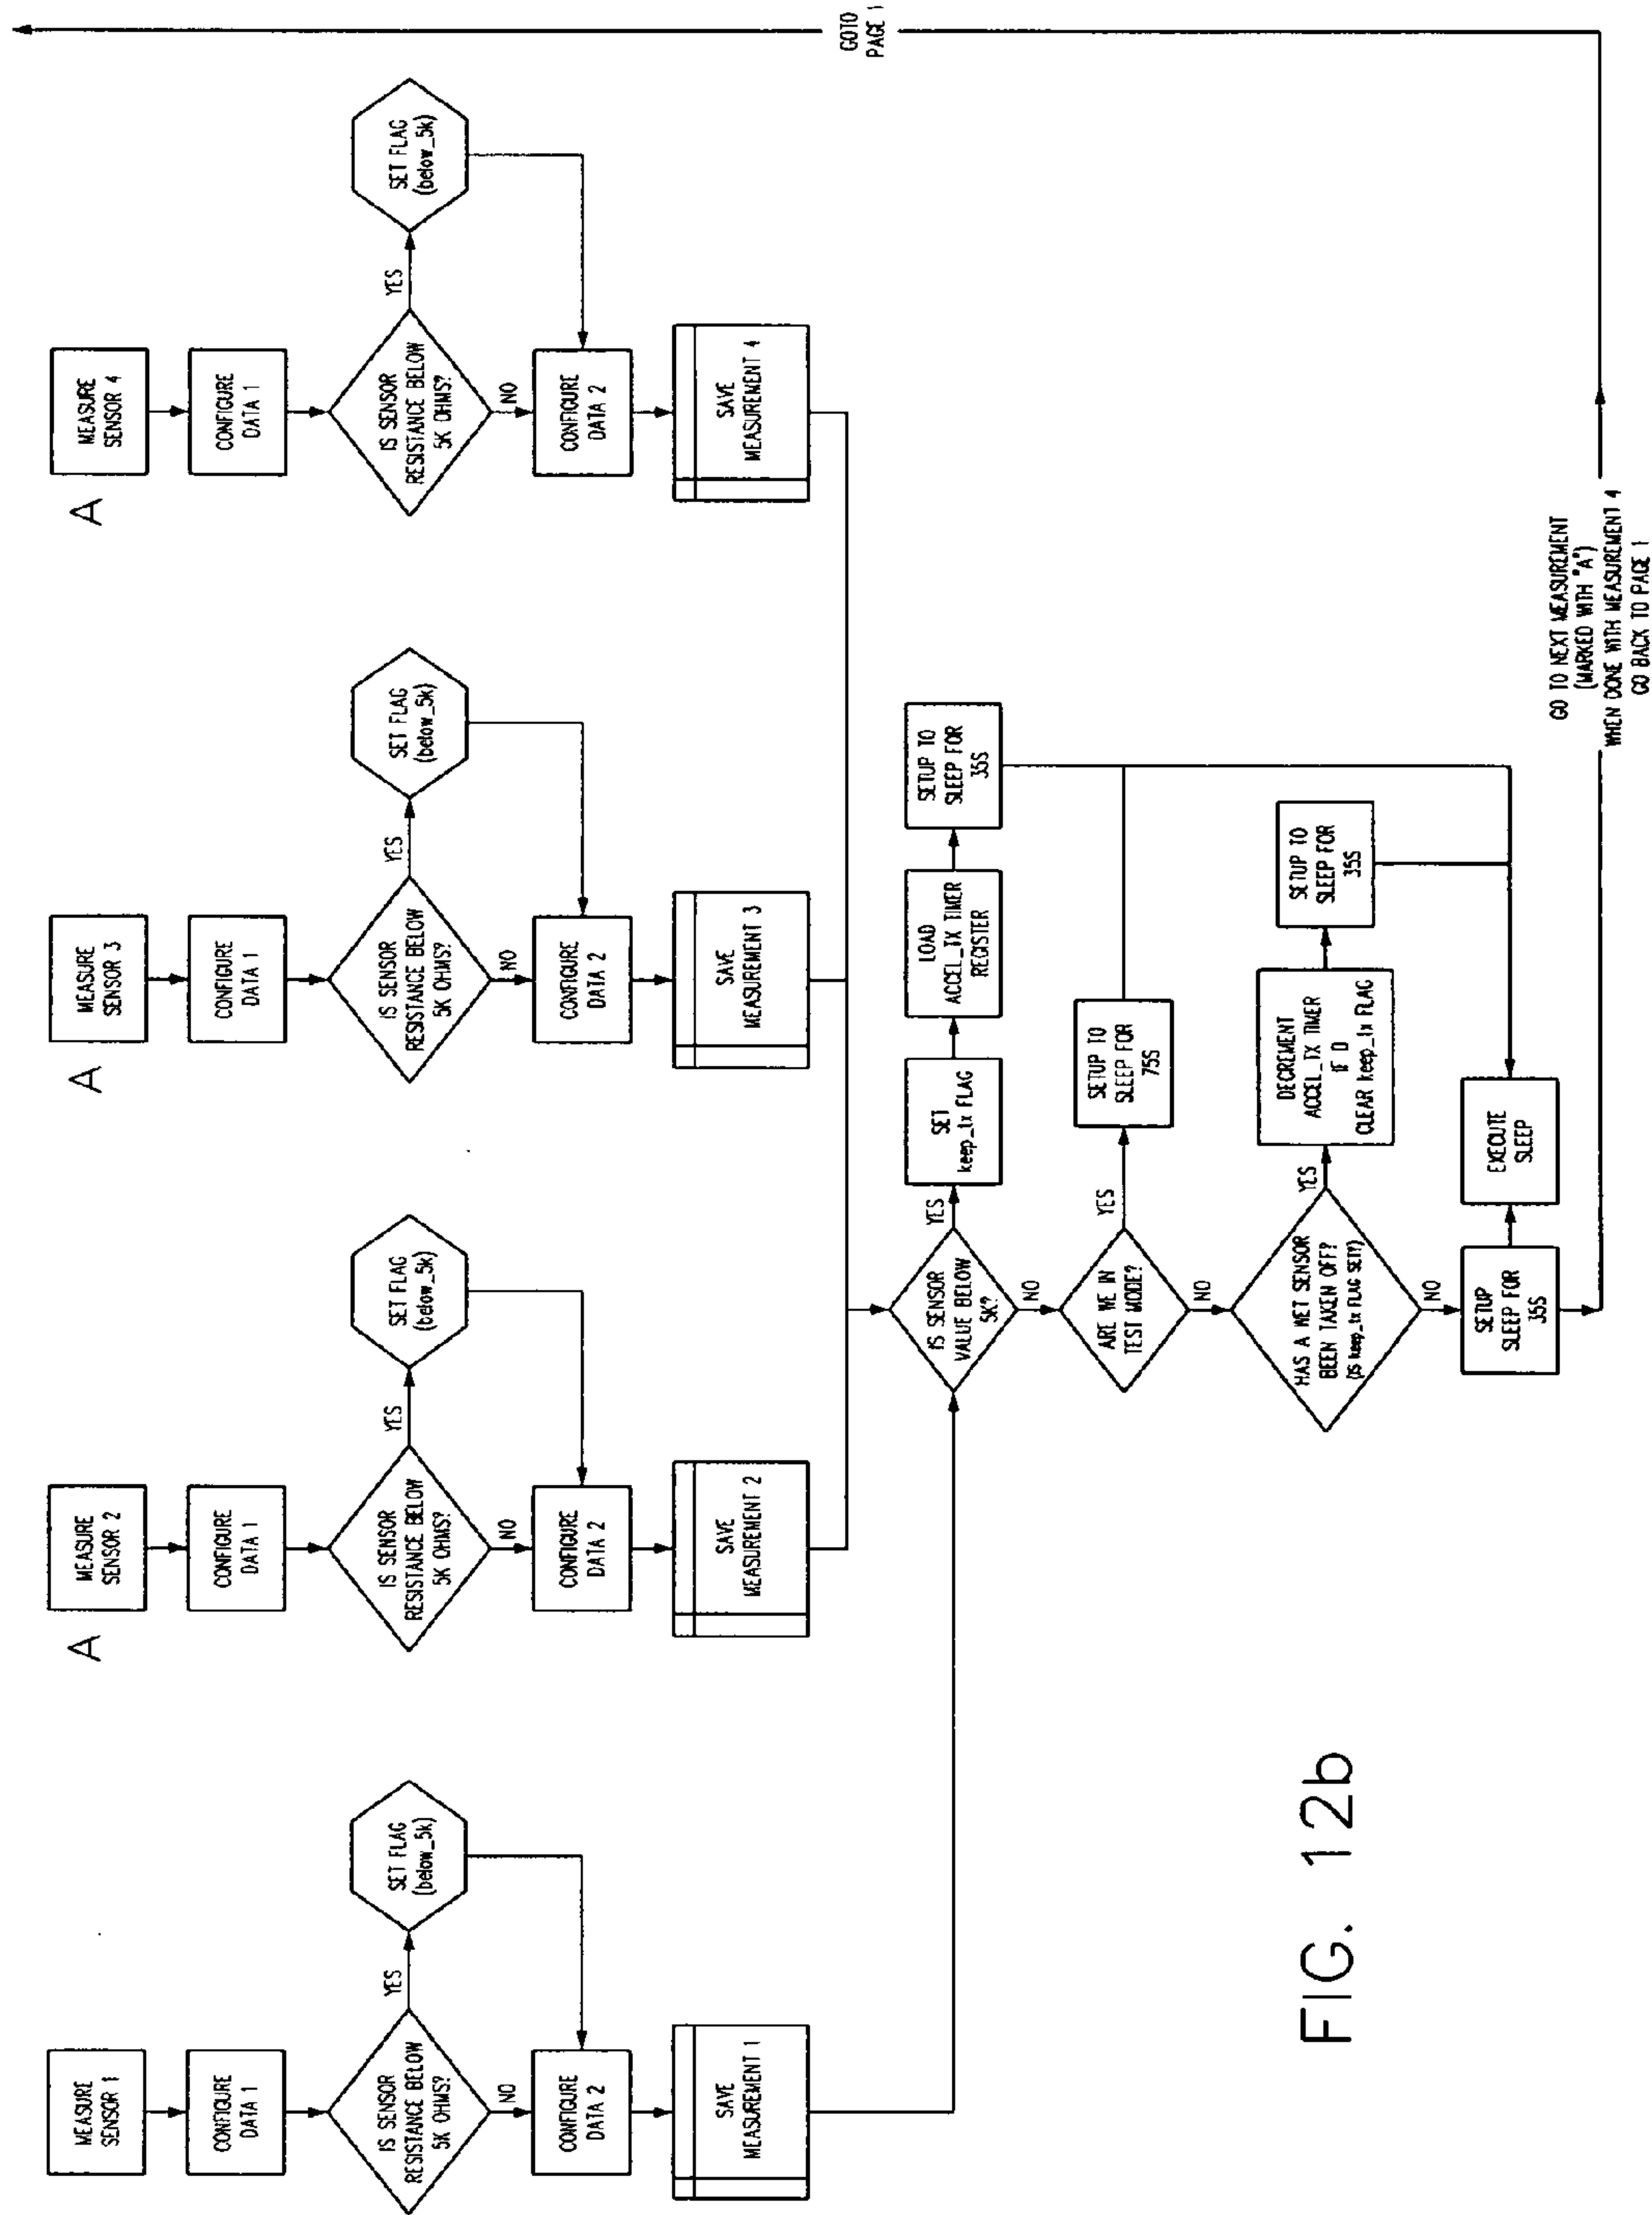 MEASURE
SENSOR 1
CONFIGURE
DATA 1
IS SENSOR
RESISTANCE BELOW
5K OHMS?
YES
SET FLAG
(below_5k)
NO
CONFIGURE
DATA 2
SAVE
MEASUREMENT 1
A
MEASURE
SENSOR 2
CONFIGURE
DATA 1
IS SENSOR
RESISTANCE BELOW
5K OHMS?
YES
SET FLAG
(below_5k)
NO
CONFIGURE
DATA 2
SAVE
MEASUREMENT 2
A
MEASURE
SENSOR 3
CONFIGURE
DATA 1
IS SENSOR
RESISTANCE BELOW
5K OHMS?
YES
SET FLAG
(below_5k)
NO
CONFIGURE
DATA 2
SAVE
MEASUREMENT 3
A
MEASURE
SENSOR 4
CONFIGURE
DATA 1
IS SENSOR
RESISTANCE BELOW
5K OHMS?
YES
SET FLAG
(below_5k)
NO
CONFIGURE
DATA 2
SAVE
MEASUREMENT 4
IS SENSOR
VALUE BELOW
5K?
YES
SET
keep_tx FLAG
LOAD
ACCEL_TX TIMER
REGISTER
SETUP TO
SLEEP FOR
35S
NO
ARE WE IN
TEST MODE?
YES
SETUP TO
SLEEP FOR
75S
NO
HAS A WET SENSOR
BEEN TAKEN OFF?
(IS keep_tx FLAG SET?)
YES
DECREMENT
ACCEL_TX TIMER
IF 0
CLEAR keep_tx FLAG
SETUP TO
SLEEP FOR
35S
NO
SETUP
SLEEP FOR
35S
EXECUTE
SLEEP
GO TO NEXT MEASUREMENT
(MARKED WITH "A")
WHEN DONE WITH MEASUREMENT 4
GO BACK TO PAGE 1
GOTO
PAGE 1
FIG. 12b